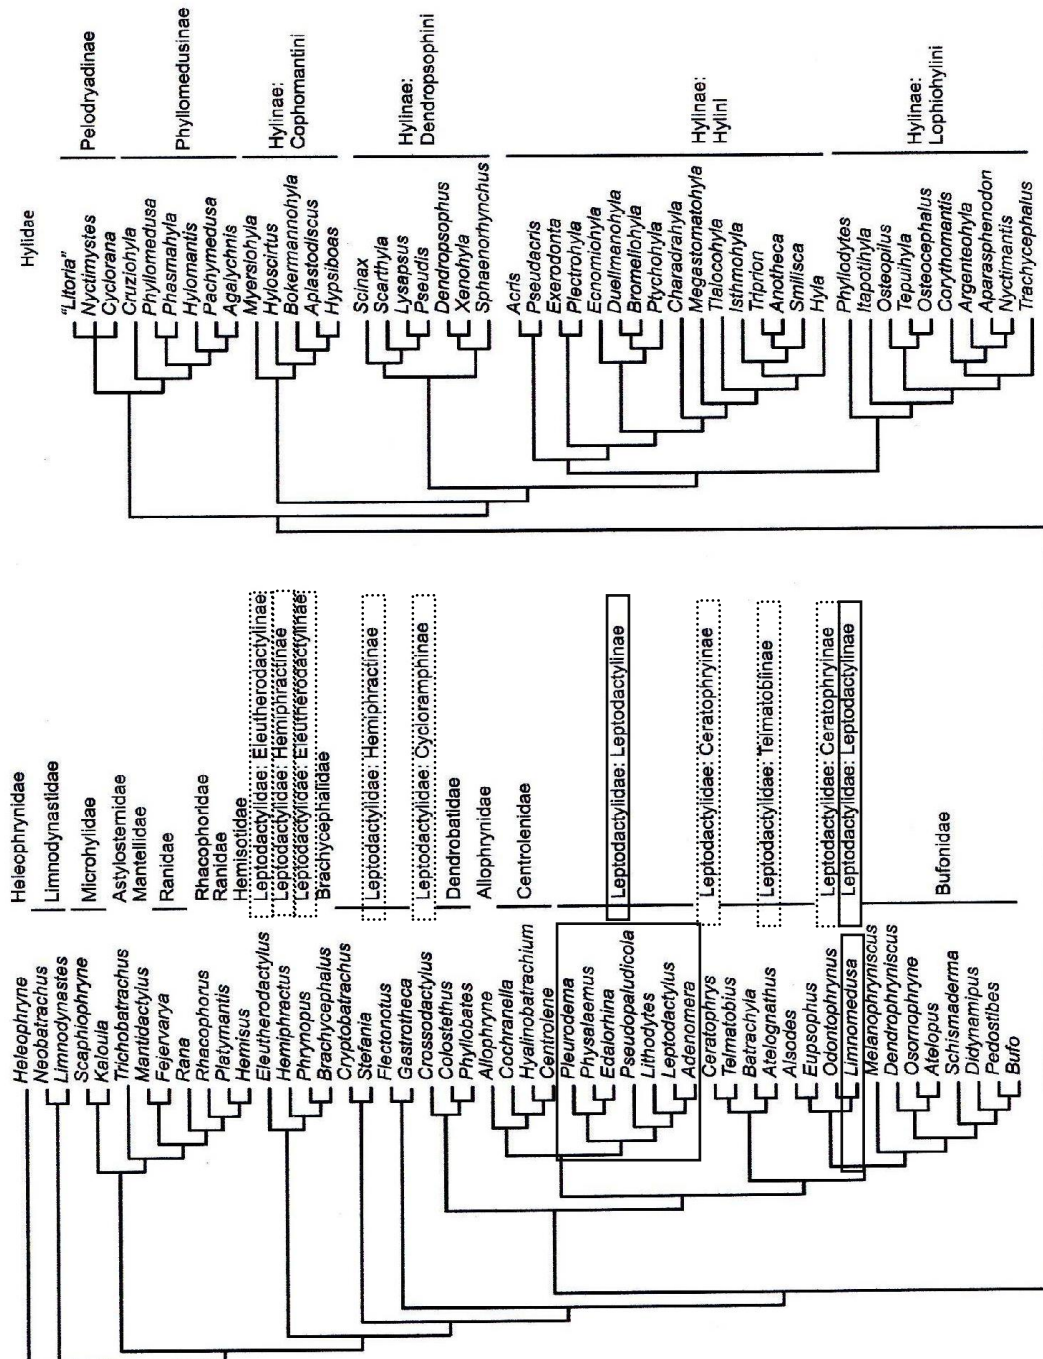 Hylidae
"Litoria"
Nyctimystes
Cyclorana
Cruziohyla
Phyllomedusa
Phasmahyla
Hylomantis
Pachymedusa
Agalychnis
Myersiohyla
Hyloscirtus
Bokermannohyla
Aplastodiscus
Hypsiboas
Scinax
Scarthyla
Lysapsus
Pseudis
Dendropsophus
Xenohyla
Sphaenorhynchus
Acris
Pseudacris
Exerodonta
Plectrohyla
Ecnomiohyla
Duellmanohyla
Bromeliohyla
Ptychohyla
Charadrahyla
Megastomatohyla
Tlalocohyla
Isthmohyla
Triprion
Anotheca
Smilisca
Hyla
Phyllodytes
Itapotihyla
Osteopilus
Tepuihyla
Osteocephalus
Corythomantis
Argenteohyla
Aparasphenodon
Nyctimantis
Trachycephalus
Pelodryadinae
Phyllomedusinae
Hylinae:
Cophomantini
Hylinae:
Dendropsophini
Hylinae:
HylinI
Hylinae:
Lophiohylini
Heleophryne
Neobatrachus
Limnodynastes
Scaphiophryne
Kaloula
Trichobatrachus
Mantidactylus
Fejervarya
Rana
Rhacophorus
Platymantis
Hemisus
Eleutherodactylus
Hemiphractus
Phrynopus
Brachycephalus
Cryptobatrachus
Stefania
Flectonotus
Gastrotheca
Crossodactylus
Colostethus
Phyllobates
Allophryne
Cochranella
Hyalinobatrachium
Centrolene
Pleurodema
Physalaemus
Edalorhina
Pseudopaludicola
Lithodytes
Leptodactylus
Adenomera
Ceratophrys
Telmatobius
Batrachyla
Atelognathus
Alsodes
Eupsophus
Odontophrynus
Limnomedusa
Melanophryniscus
Dendrophryniscus
Osornophryne
Atelopus
Schismaderma
Didynamipus
Pedostibes
Bufo
Heleophrynidae
Limnodynastidae
Microhylidae
Astylosternidae
Mantellidae
Ranidae
Rhacophoridae
Ranidae
Hemisotidae
Leptodactylidae: Eleutherodactylinae
Leptodactylidae: Hemiphractinae
Leptodactylidae: Eleutherodactylinae
Brachycephalidae
Leptodactylidae: Hemiphractinae
Leptodactylidae: Cycloramphinae
Dendrobatidae
Allophrynidae
Centrolenidae
Leptodactylidae: Leptodactylinae
Leptodactylidae: Ceratophryinae
Leptodactylidae: Telmatobiinae
Leptodactylidae: Ceratophryinae
Leptodactylidae: Leptodactylinae
Bufonidae